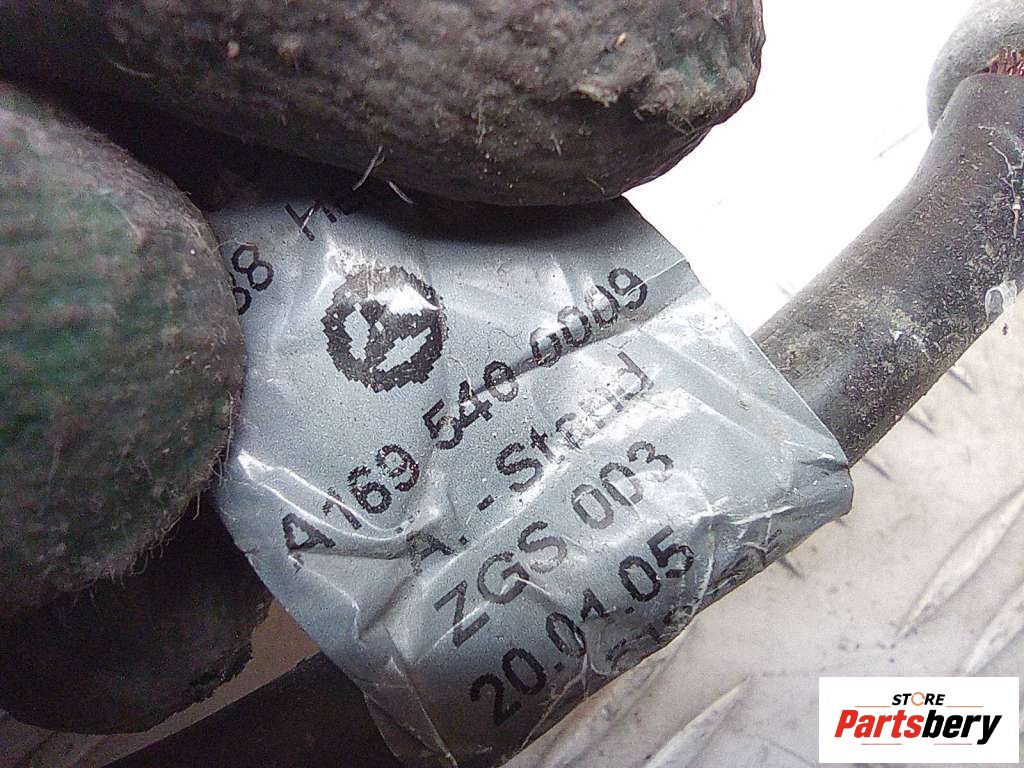 A 169 540 0009
Ä. -Stand
ZGS 003
20.01.05
STORE
Partsbery